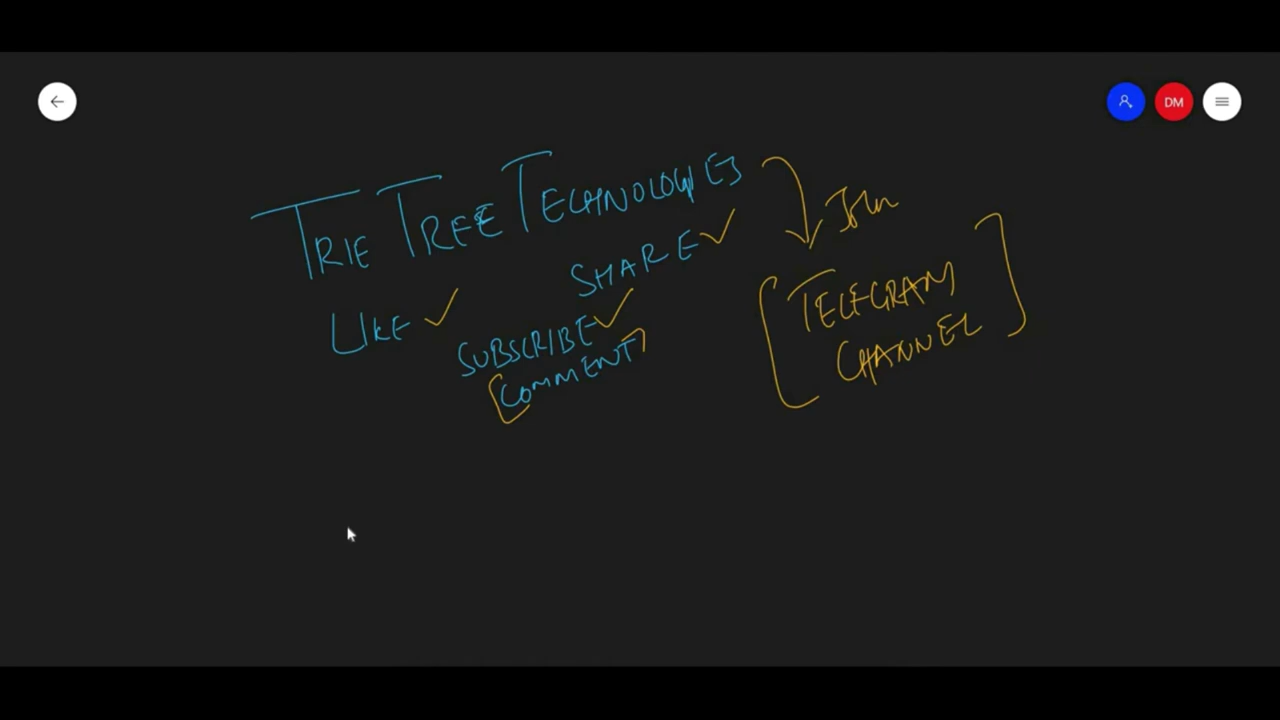 DM
TRIE TREE TECHNOLOGIES
Join
SHARE
LIKE
SUBSCRIBE
COMMENT
TELEGRAM
CHANNEL